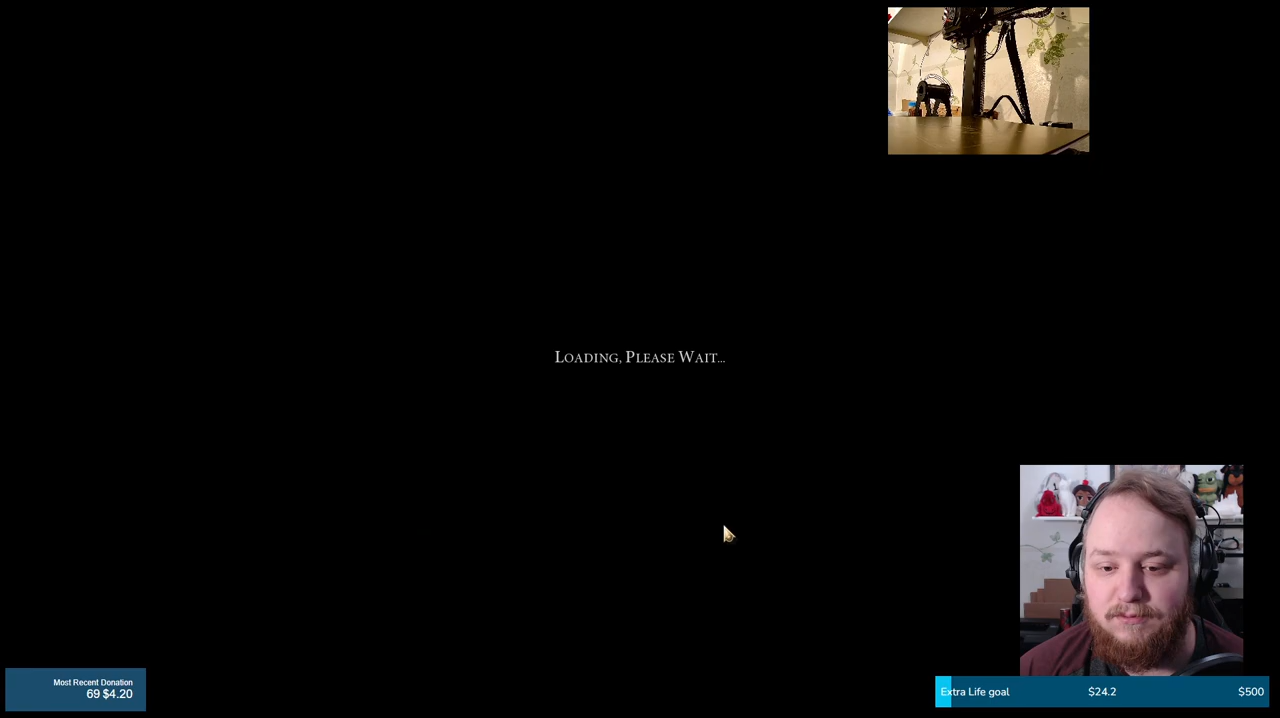 Loading, Please Wait...
Most Recent Donation
69 $4.20
Extra Life goal $24.2 $500